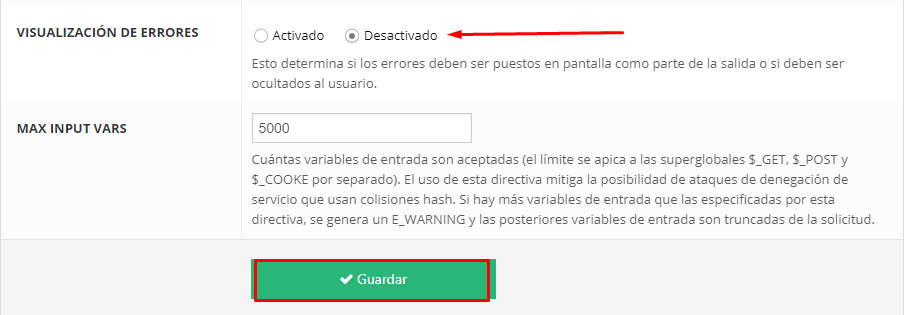 VISUALIZACIÓN DE ERRORES
Activado Desactivado
Esto determina si los errores deben ser puestos en pantalla como parte de la salida o si deben ser
ocultados al usuario.
MAX INPUT VARS
5000
Cuántas variables de entrada son aceptadas (el límite se apica a las superglobales $_GET, $_POST y
$_COOKE por separado). El uso de esta directiva mitiga la posibilidad de ataques de denegación de
servicio que usan colisiones hash. Si hay más variables de entrada que las especificadas por esta
directiva, se genera un E_WARNING y las posteriores variables de entrada son truncadas de la solicitud.
Guardar